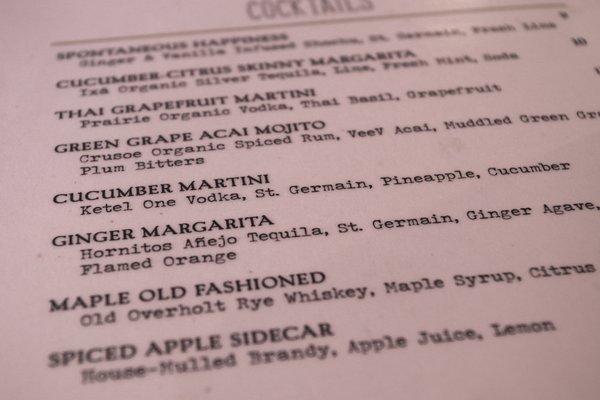 COCKTAILS
SPONTANEOUS HAPPINESS
Ginger & Vanilla Infused Shochu, St. Germain, Fresh Lime 9
CUCUMBER-CITRUS SKINNY MARGARITA 10
Ixá Organic Silver Tequila, Lime, Fresh Mint, Soda
THAI GRAPEFRUIT MARTINI
Prairie Organic Vodka, Thai Basil, Grapefruit
GREEN GRAPE ACAI MOJITO
Crusoe Organic Spiced Rum, VeeV Acai, Muddled Green
Plum Bitters
CUCUMBER MARTINI
Ketel One Vodka, St. Germain, Pineapple, Cucumber
GINGER MARGARITA
Hornitos Añejo Tequila, St. Germain, Ginger Agave,
Flamed Orange
MAPLE OLD FASHIONED
Old Overholt Rye Whiskey, Maple Syrup, Citrus
SPICED APPLE SIDECAR
House-Mulled Brandy, Apple Juice, Lemon